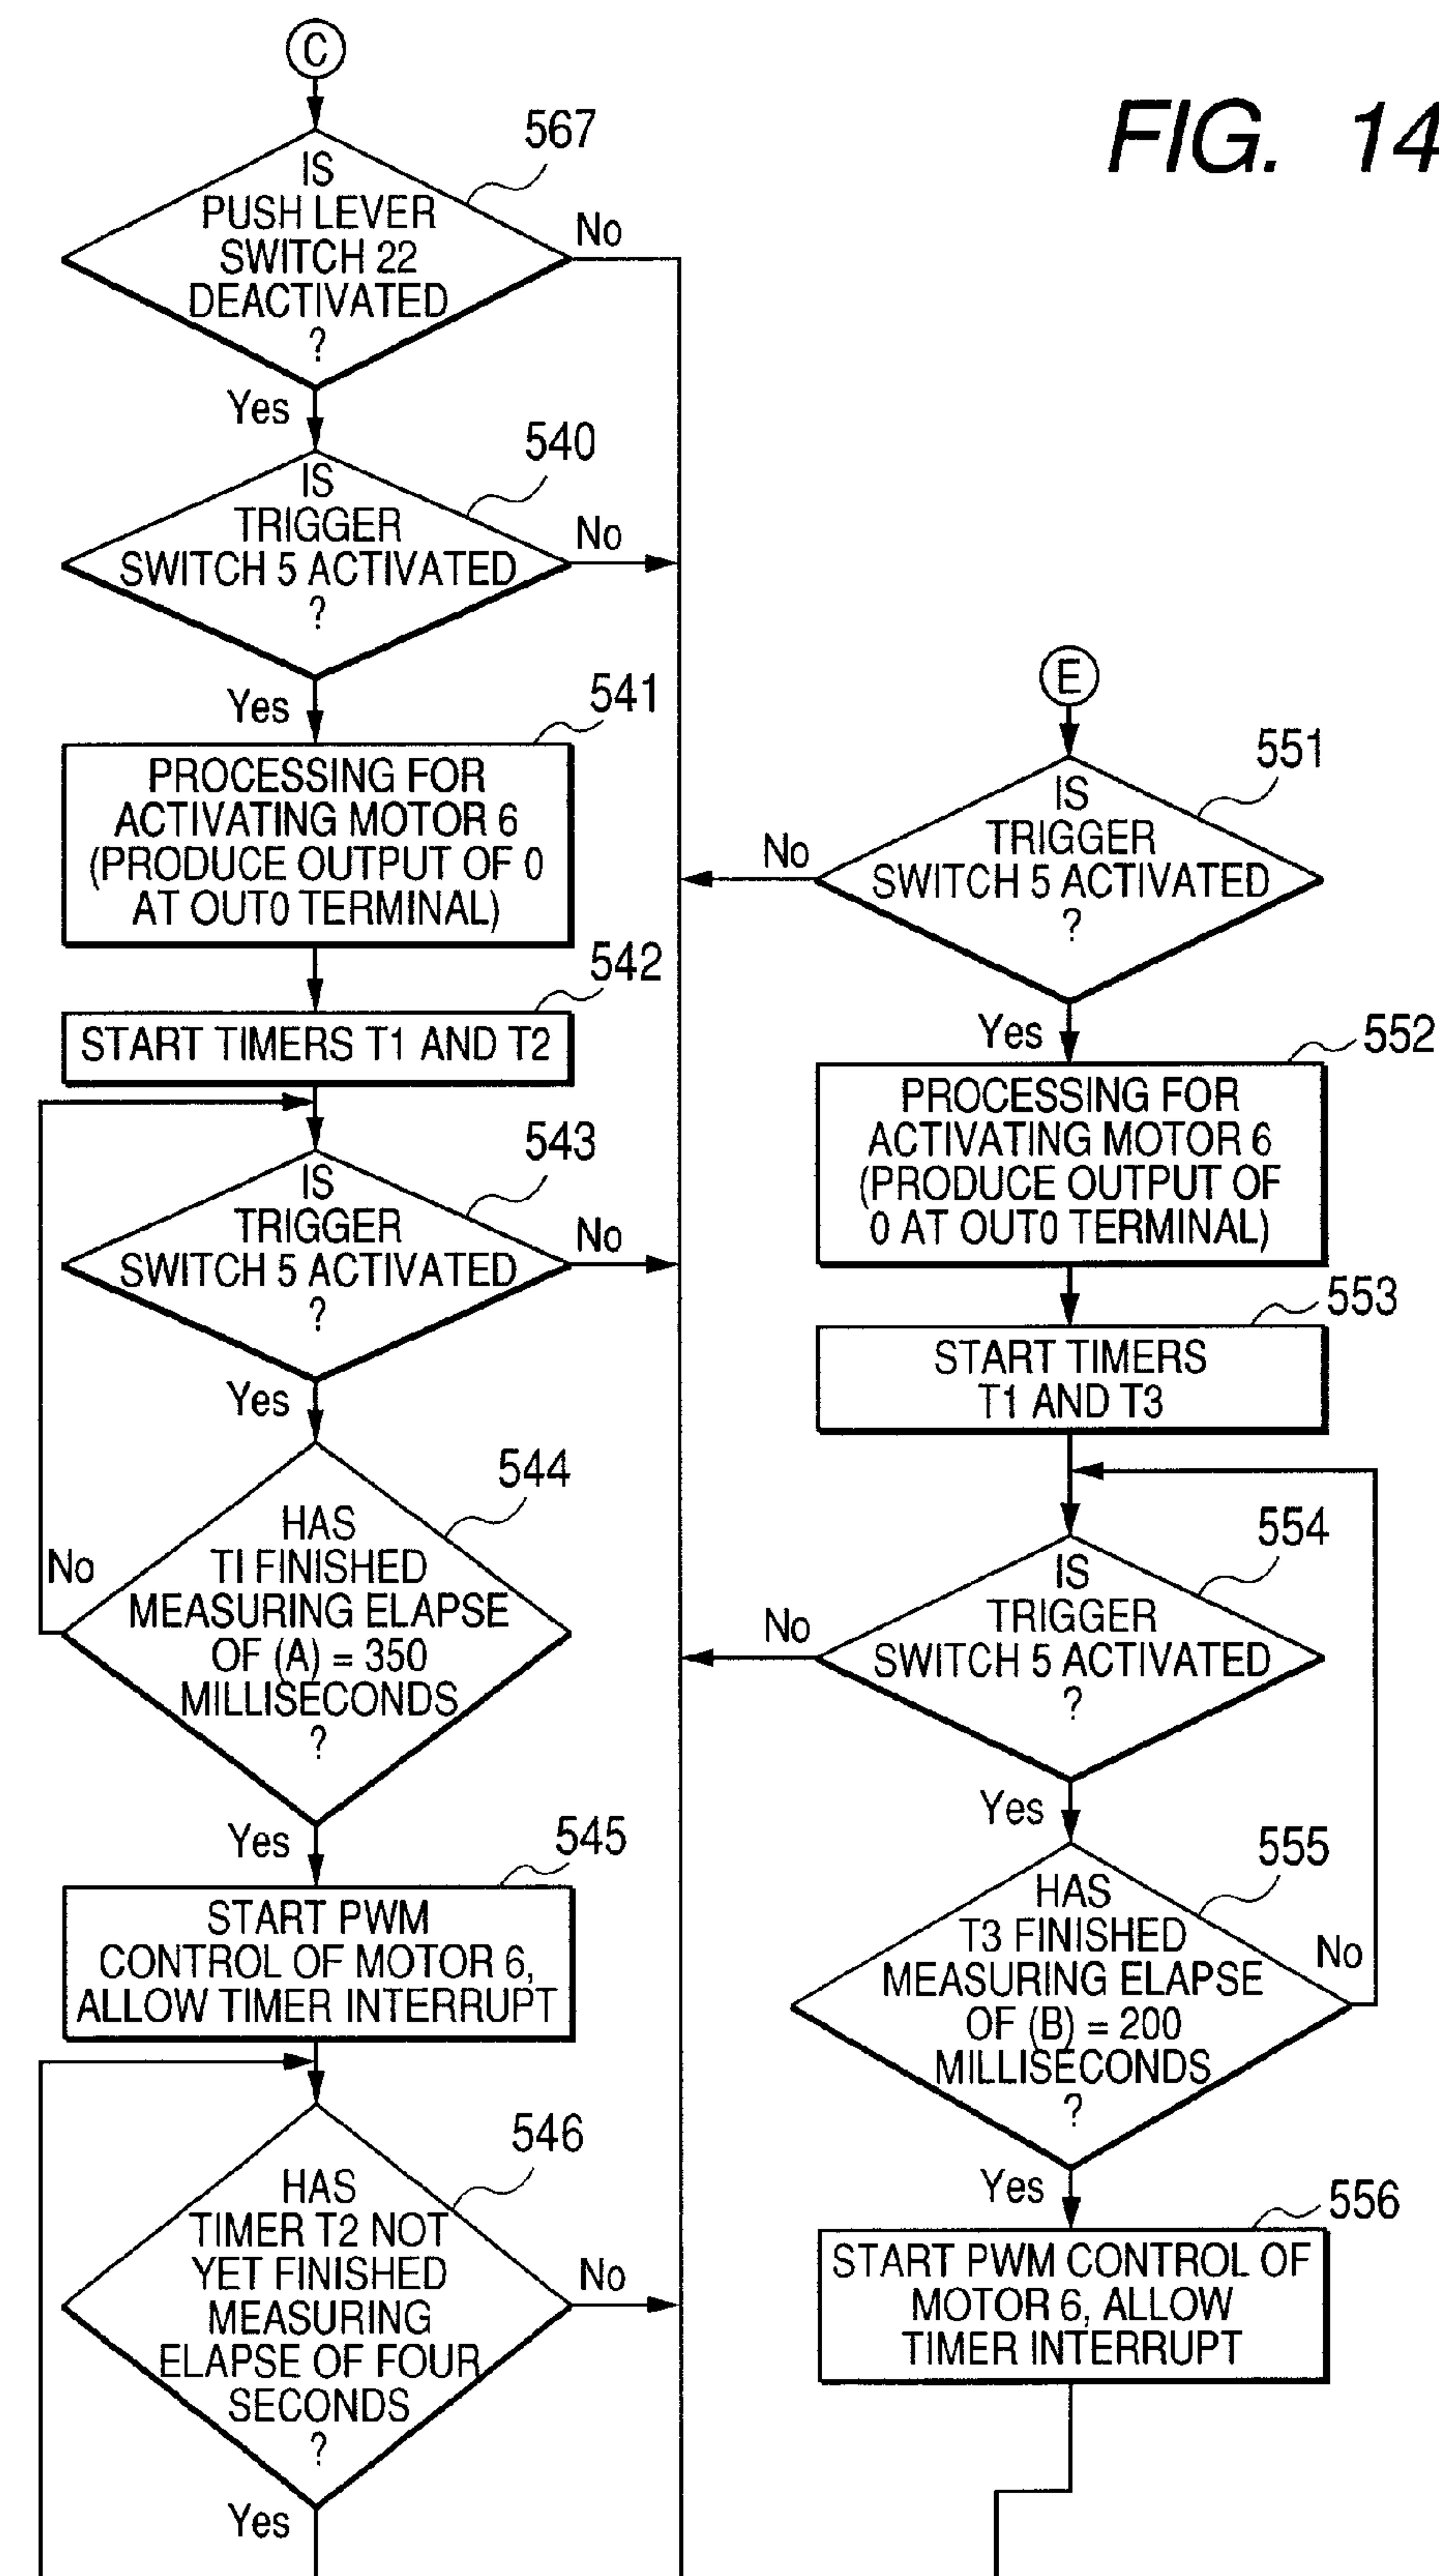 FIG. 14
C
567
IS
PUSH LEVER
SWITCH 22
DEACTIVATED
?
No
Yes
540
IS
TRIGGER
SWITCH 5 ACTIVATED
?
No
Yes
541
PROCESSING FOR
ACTIVATING MOTOR 6
(PRODUCE OUTPUT OF 0
AT OUT0 TERMINAL)
542
START TIMERS T1 AND T2
543
IS
TRIGGER
SWITCH 5 ACTIVATED
?
No
Yes
544
HAS
TI FINISHED
MEASURING ELAPSE
OF (A) = 350
MILLISECONDS
?
No
Yes
545
START PWM
CONTROL OF MOTOR 6,
ALLOW TIMER INTERRUPT
546
HAS
TIMER T2 NOT
YET FINISHED
MEASURING
ELAPSE OF FOUR
SECONDS
?
No
Yes
E
551
IS
TRIGGER
SWITCH 5 ACTIVATED
?
No
Yes
552
PROCESSING FOR
ACTIVATING MOTOR 6
(PRODUCE OUTPUT OF
0 AT OUT0 TERMINAL)
553
START TIMERS
T1 AND T3
554
IS
TRIGGER
SWITCH 5 ACTIVATED
?
No
Yes
555
HAS
T3 FINISHED
MEASURING ELAPSE
OF (B) = 200
MILLISECONDS
?
No
Yes
556
START PWM CONTROL OF
MOTOR 6, ALLOW
TIMER INTERRUPT